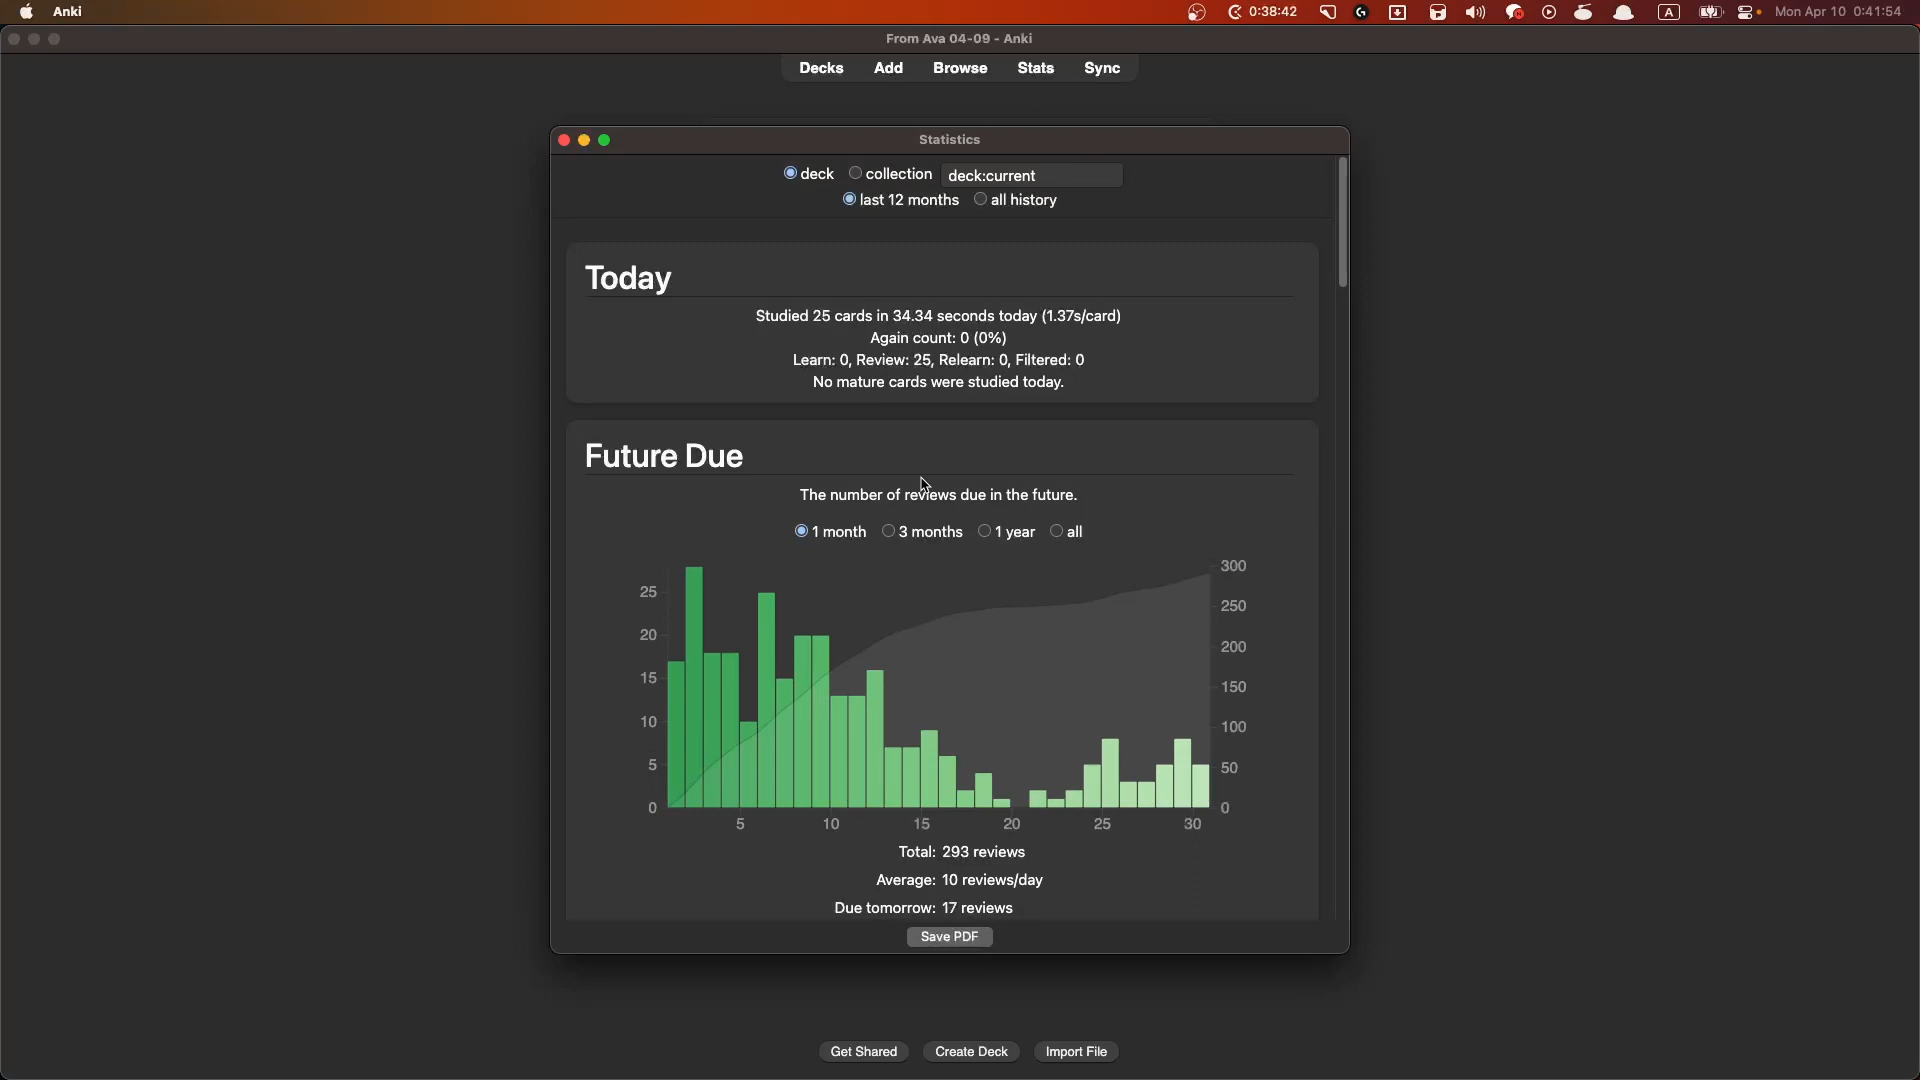 Anki
0:38:42
A
Mon Apr 10 0:41:54
From Ava 04-09 - Anki
Decks Add Browse Stats Sync
Statistics
deck collection deck:current
last 12 months all history
Today
Studied 25 cards in 34.34 seconds today (1.37s/card)
Again count: 0 (0%)
Learn: 0, Review: 25, Relearn: 0, Filtered: 0
No mature cards were studied today.
Future Due
The number of reviews due in the future.
1 month 3 months 1 year all
300
25
250
20
200
15
150
10
100
5
50
0
0
5 10 15 20 25 30
Total: 293 reviews
Average: 10 reviews/day
Due tomorrow: 17 reviews
Save PDF
Get Shared Create Deck Import File